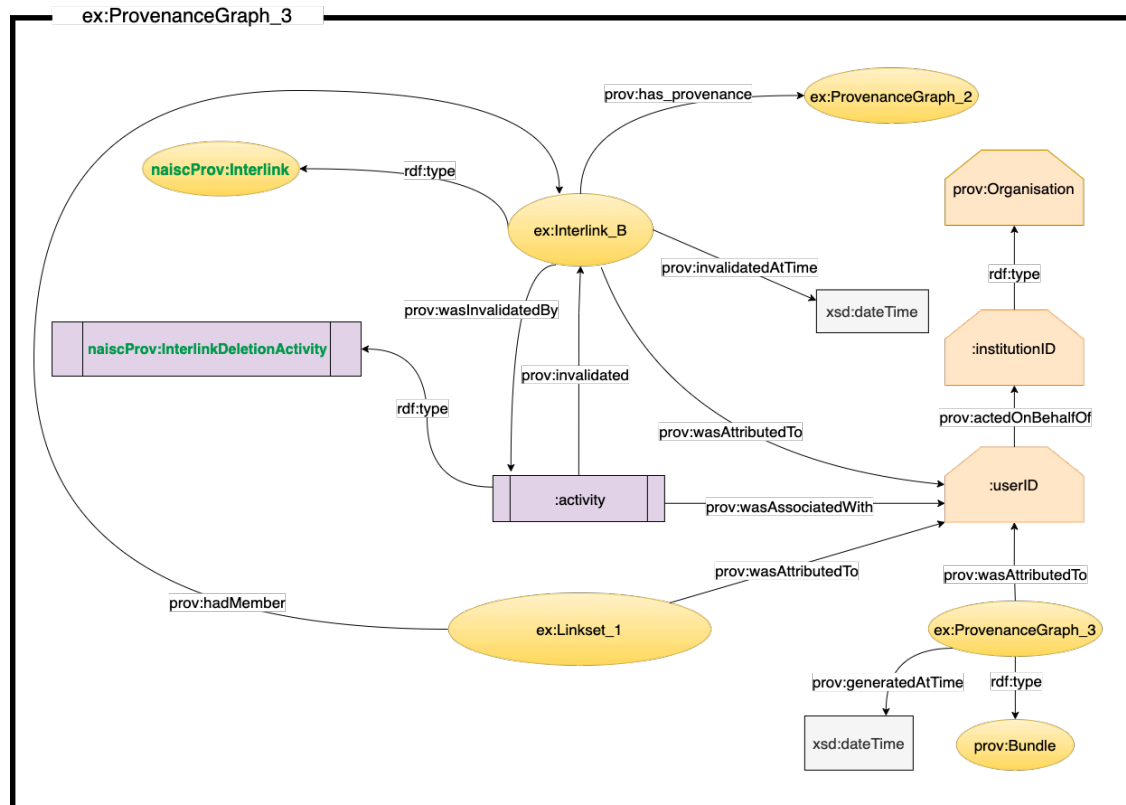 ex:ProvenanceGraph_3
prov:has_provenance
ex:ProvenanceGraph_2
naiscProv:Interlink
rdf:type
prov:Organisation
ex:Interlink_B
prov:invalidatedAtTime
rdf:type
prov:wasInvalidatedBy
xsd:dateTime
naiscProv:InterlinkDeletionActivity
:institutionID
prov:invalidated
rdf:type
prov:actedOnBehalfOf
prov:wasAttributedTo
:userID
:activity
prov:wasAssociatedWith
prov:wasAttributedTo
prov:wasAttributedTo
prov:hadMember
ex:Linkset_1
ex:ProvenanceGraph_3
prov:generatedAtTime
rdf:type
xsd:dateTime
prov:Bundle